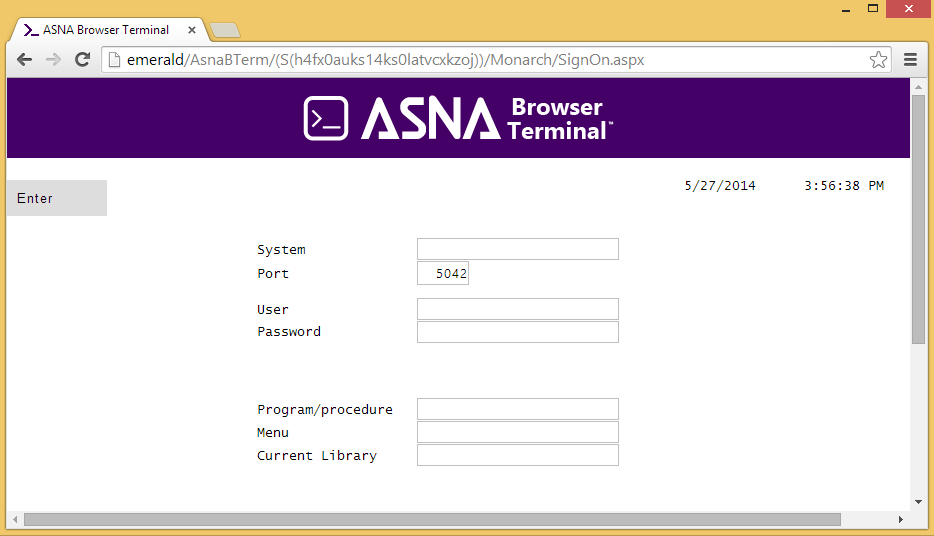 ASNA Browser Terminal
emerald/AsnaBTerm/(S(h4fx0auks14ks0latvcxkzoj))/Monarch/SignOn.aspx
ASNA Browser Terminal™
5/27/2014 3:56:38 PM
Enter
System
Port 5042
User
Password
Program/procedure
Menu
Current Library